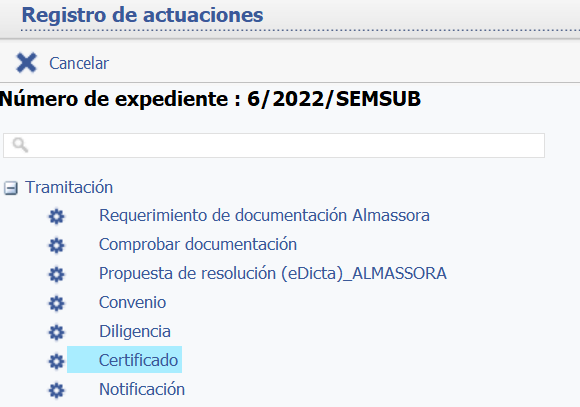 Registro de actuaciones
Cancelar
Número de expediente : 6/2022/SEMSUB
Tramitación
Requerimiento de documentación Almassora
Comprobar documentación
Propuesta de resolución (eDicta)_ALMASSORA
Convenio
Diligencia
Certificado
Notificación